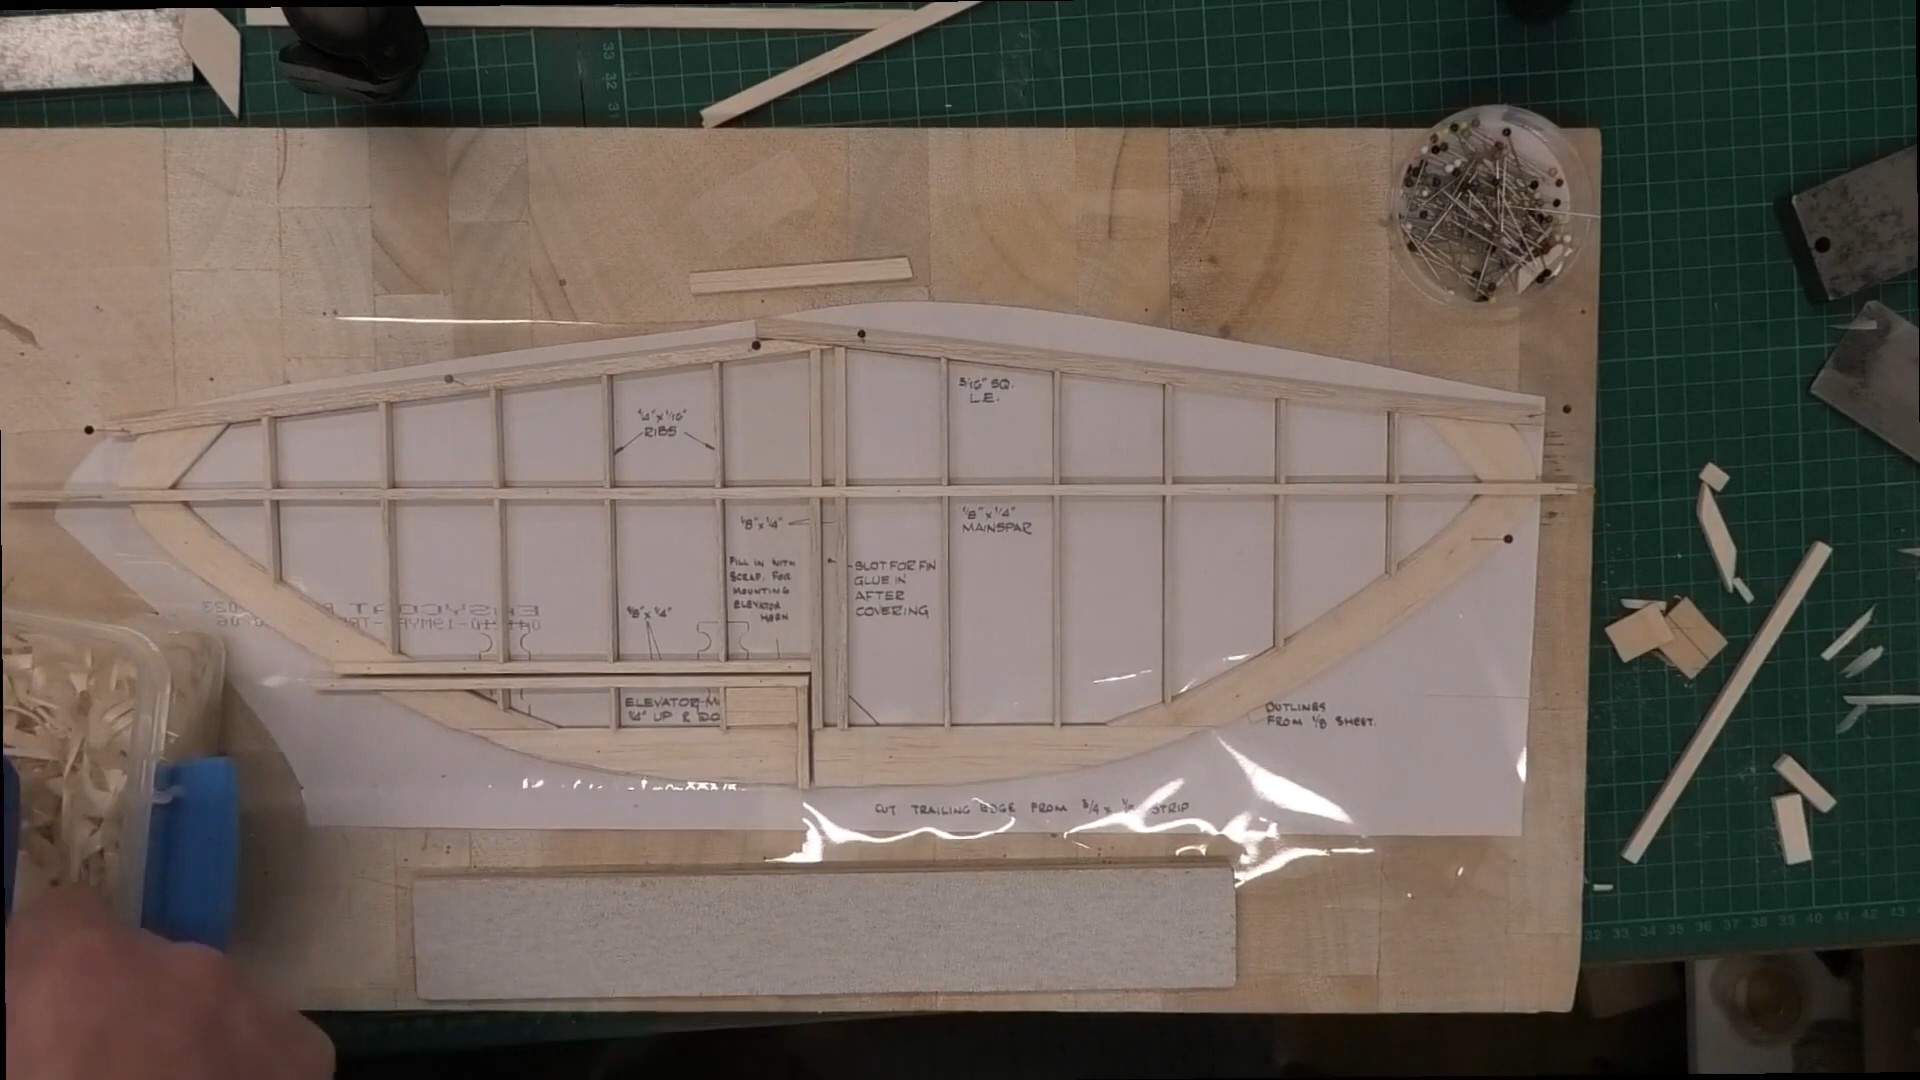 33 32 31
3/16" SQ.
L.E.
1/4" x 1/16"
RIBS
1/8" x 1/4"
1/8" x 1/4"
MAINSPAR
FILL IN WITH
SCRAP. FOR
MOUNTING
ELEVATOR
HORN
SLOT FOR FIN
GLUE IN
AFTER
COVERING
1/8" x 1/4"
ELEVATOR
1/4" UP & DO
OUTLINES
FROM 1/8 SHEET.
CUT TRAILING EDGE FROM 3/4 x STRIP
32 33 34 35 36 37 38 39 40 41 42 43